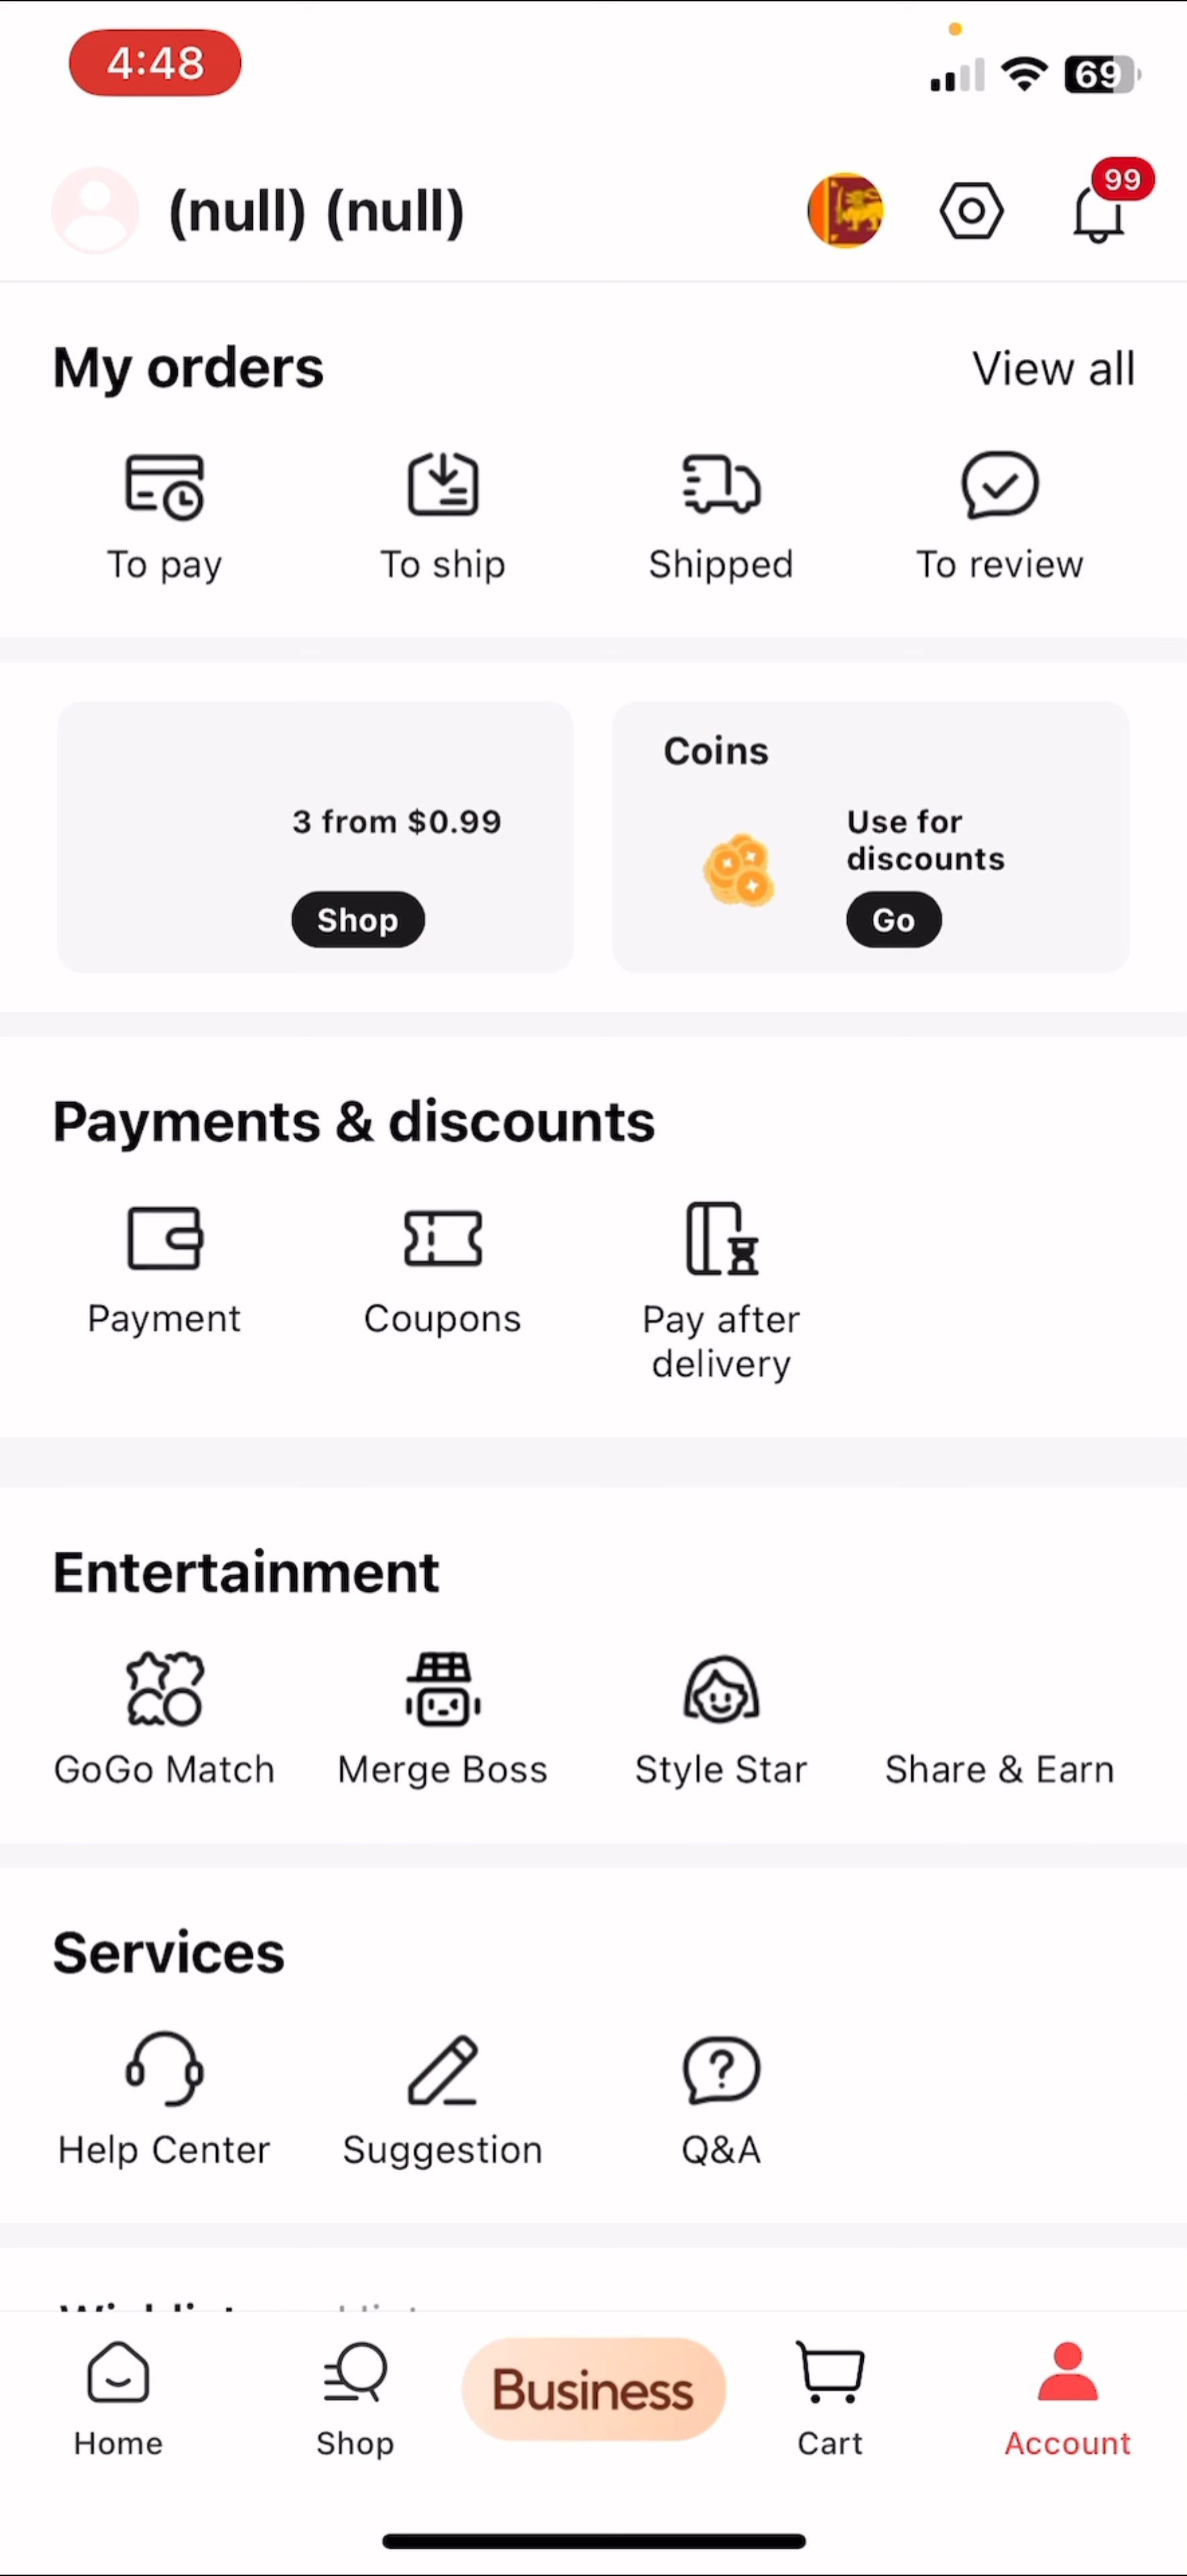 4:48
69
(null) (null)
99
My orders
View all
To pay
To ship
Shipped
To review
3 from $0.99
Shop
Coins
Use for
discounts
Go
Payments & discounts
Payment
Coupons
Pay after
delivery
Entertainment
GoGo Match
Merge Boss
Style Star
Share & Earn
Services
Help Center
Suggestion
Q&A
Home
Shop
Business
Cart
Account